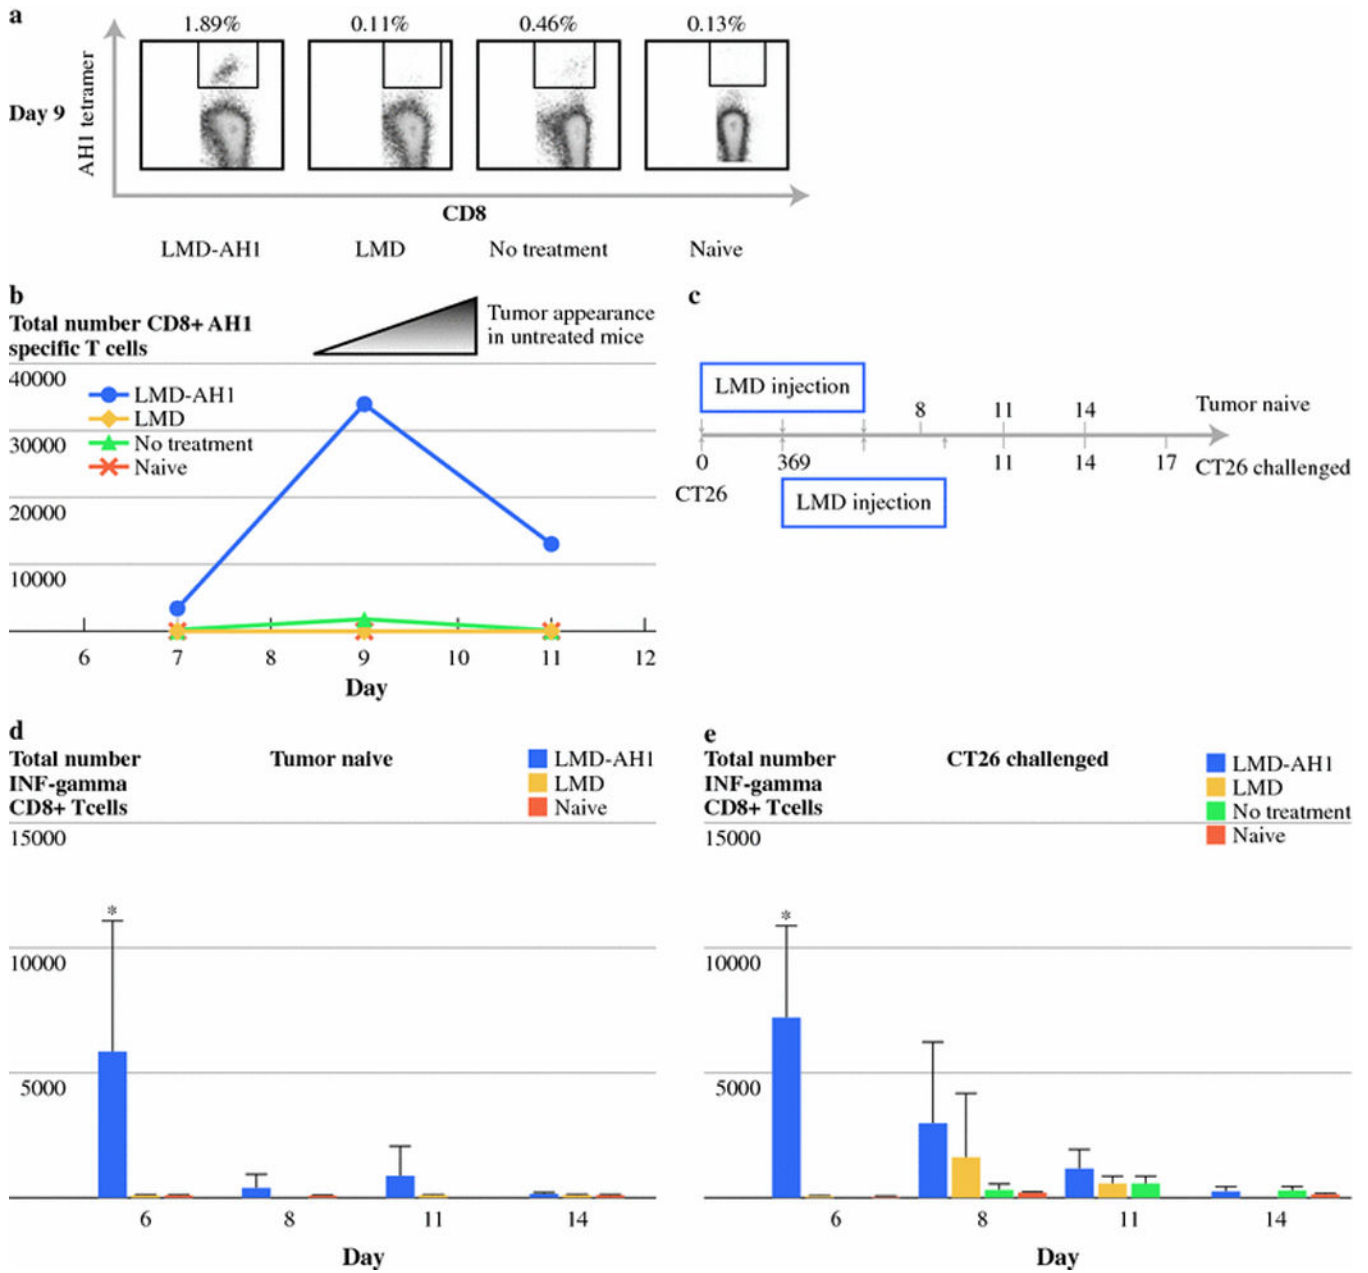 a
1.89% 0.11% 0.46% 0.13%
Day 9
AH1 tetramer
CD8
LMD-AH1 LMD No treatment Naive
b
Total number CD8+ AH1
specific T cells
Tumor appearance
in untreated mice
40000
30000
20000
10000
LMD-AH1
LMD
No treatment
Naive
6 7 8 9 10 11 12
Day
c
LMD injection
8 11 14 Tumor naive
0 369 11 14 17 CT26 challenged
CT26
LMD injection
d
Total number
INF-gamma
CD8+ Tcells
Tumor naive
LMD-AH1
LMD
Naive
15000
*
10000
5000
6 8 11 14
Day
e
Total number
INF-gamma
CD8+ Tcells
CT26 challenged
LMD-AH1
LMD
No treatment
Naive
15000
*
10000
5000
6 8 11 14
Day